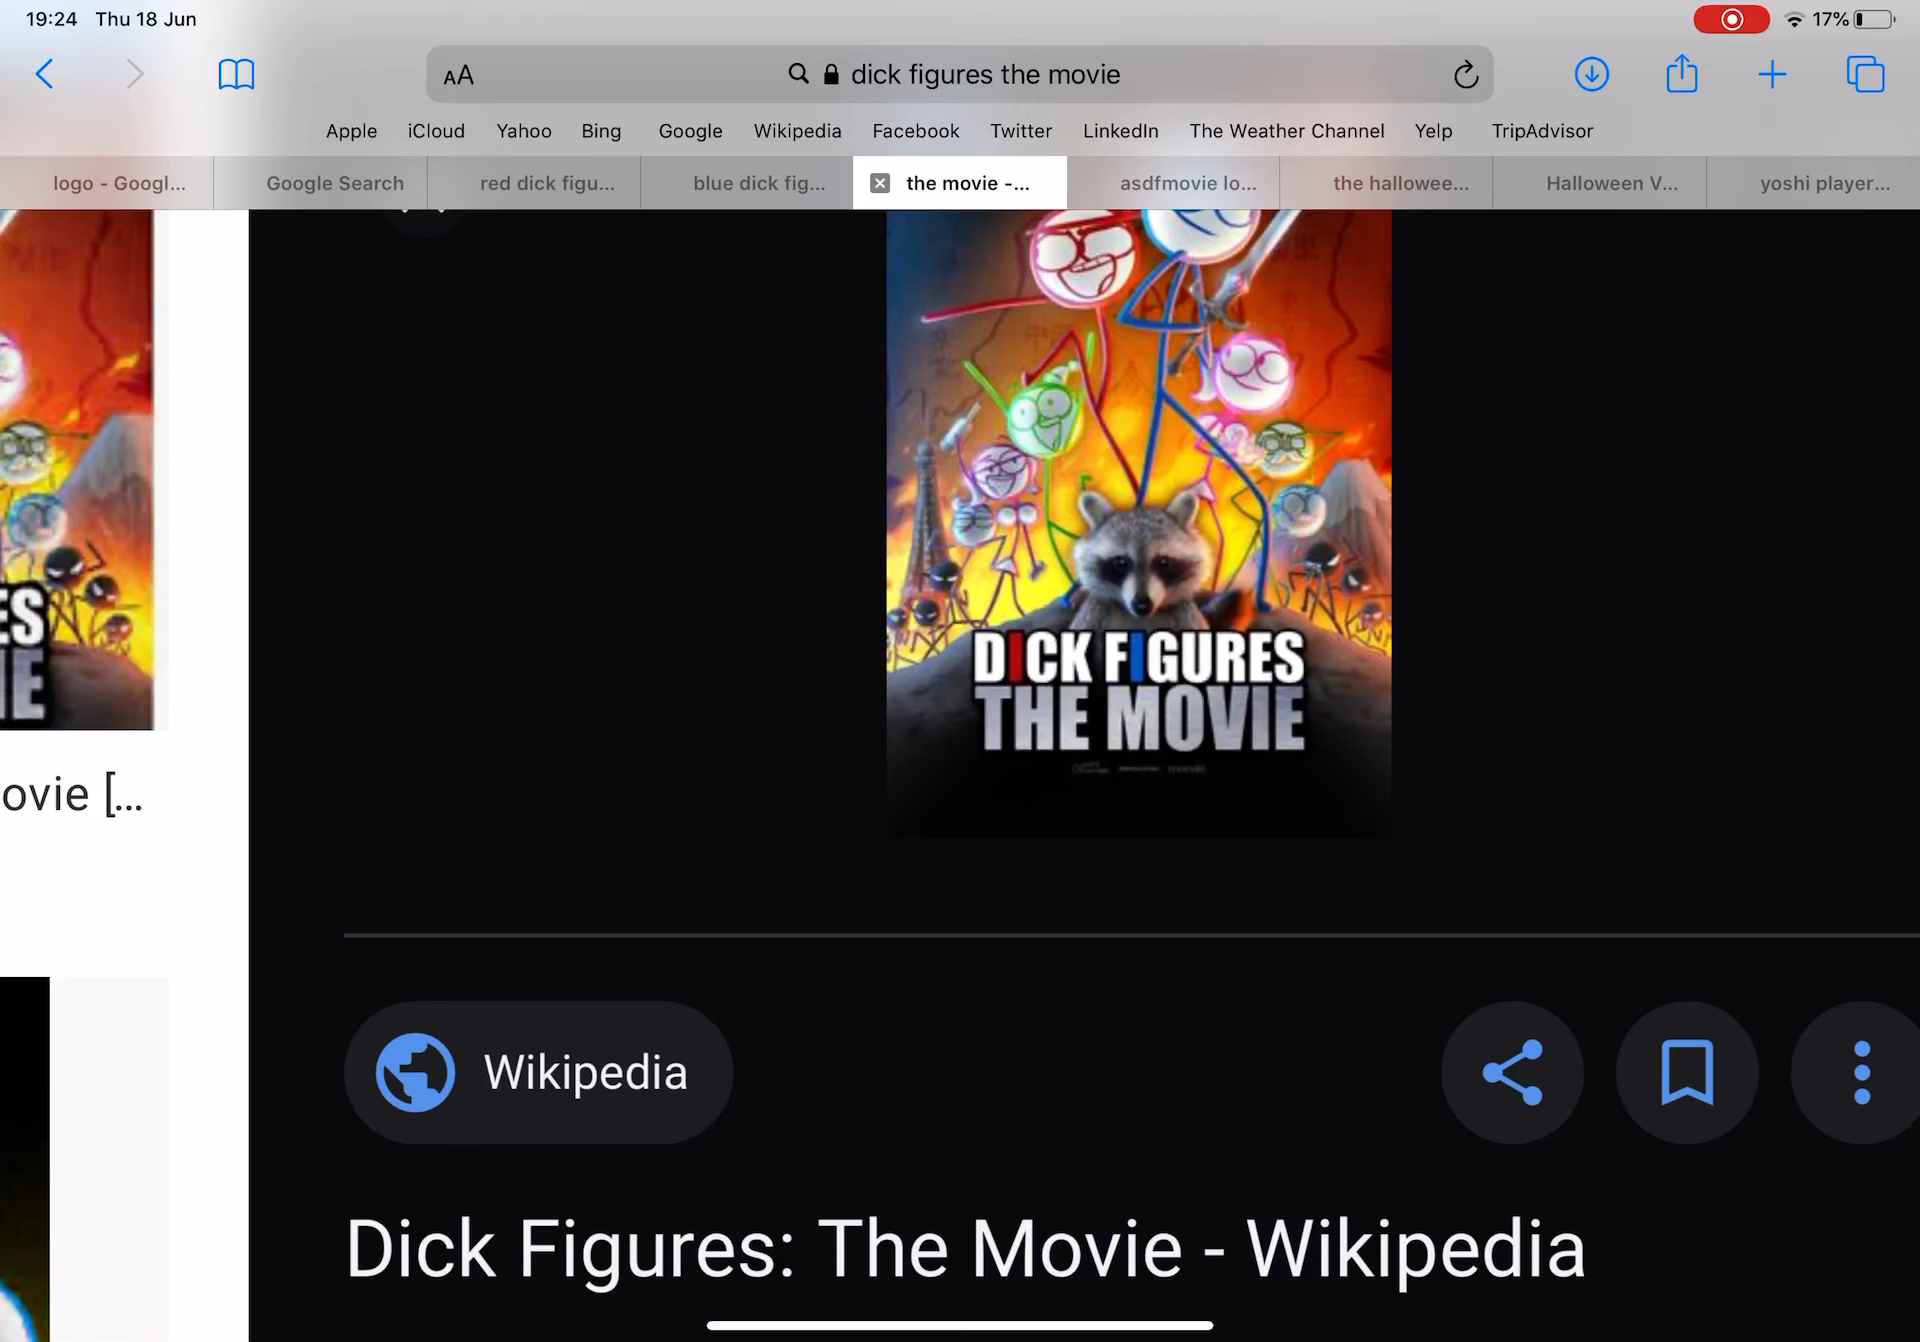 19:24 Thu 18 Jun
17%
AA dick figures the movie
Apple iCloud Yahoo Bing Google Wikipedia Facebook Twitter LinkedIn The Weather Channel Yelp TripAdvisor
logo - Googl... Google Search red dick figu... blue dick fig... the movie -... asdfmovie lo... the hallowee... Halloween V... yoshi player...
DICK FIGURES
THE MOVIE
ES
IE
ovie [...
Wikipedia
Dick Figures: The Movie - Wikipedia